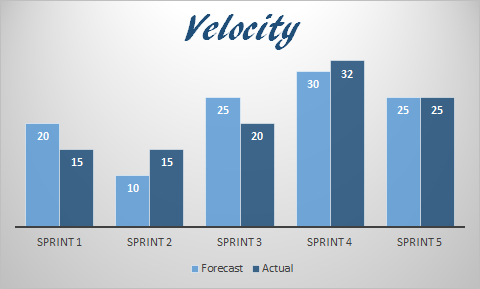 Velocity
20 15 10 15 25 20 30 32 25 25
SPRINT 1 SPRINT 2 SPRINT 3 SPRINT 4 SPRINT 5
Forecast Actual